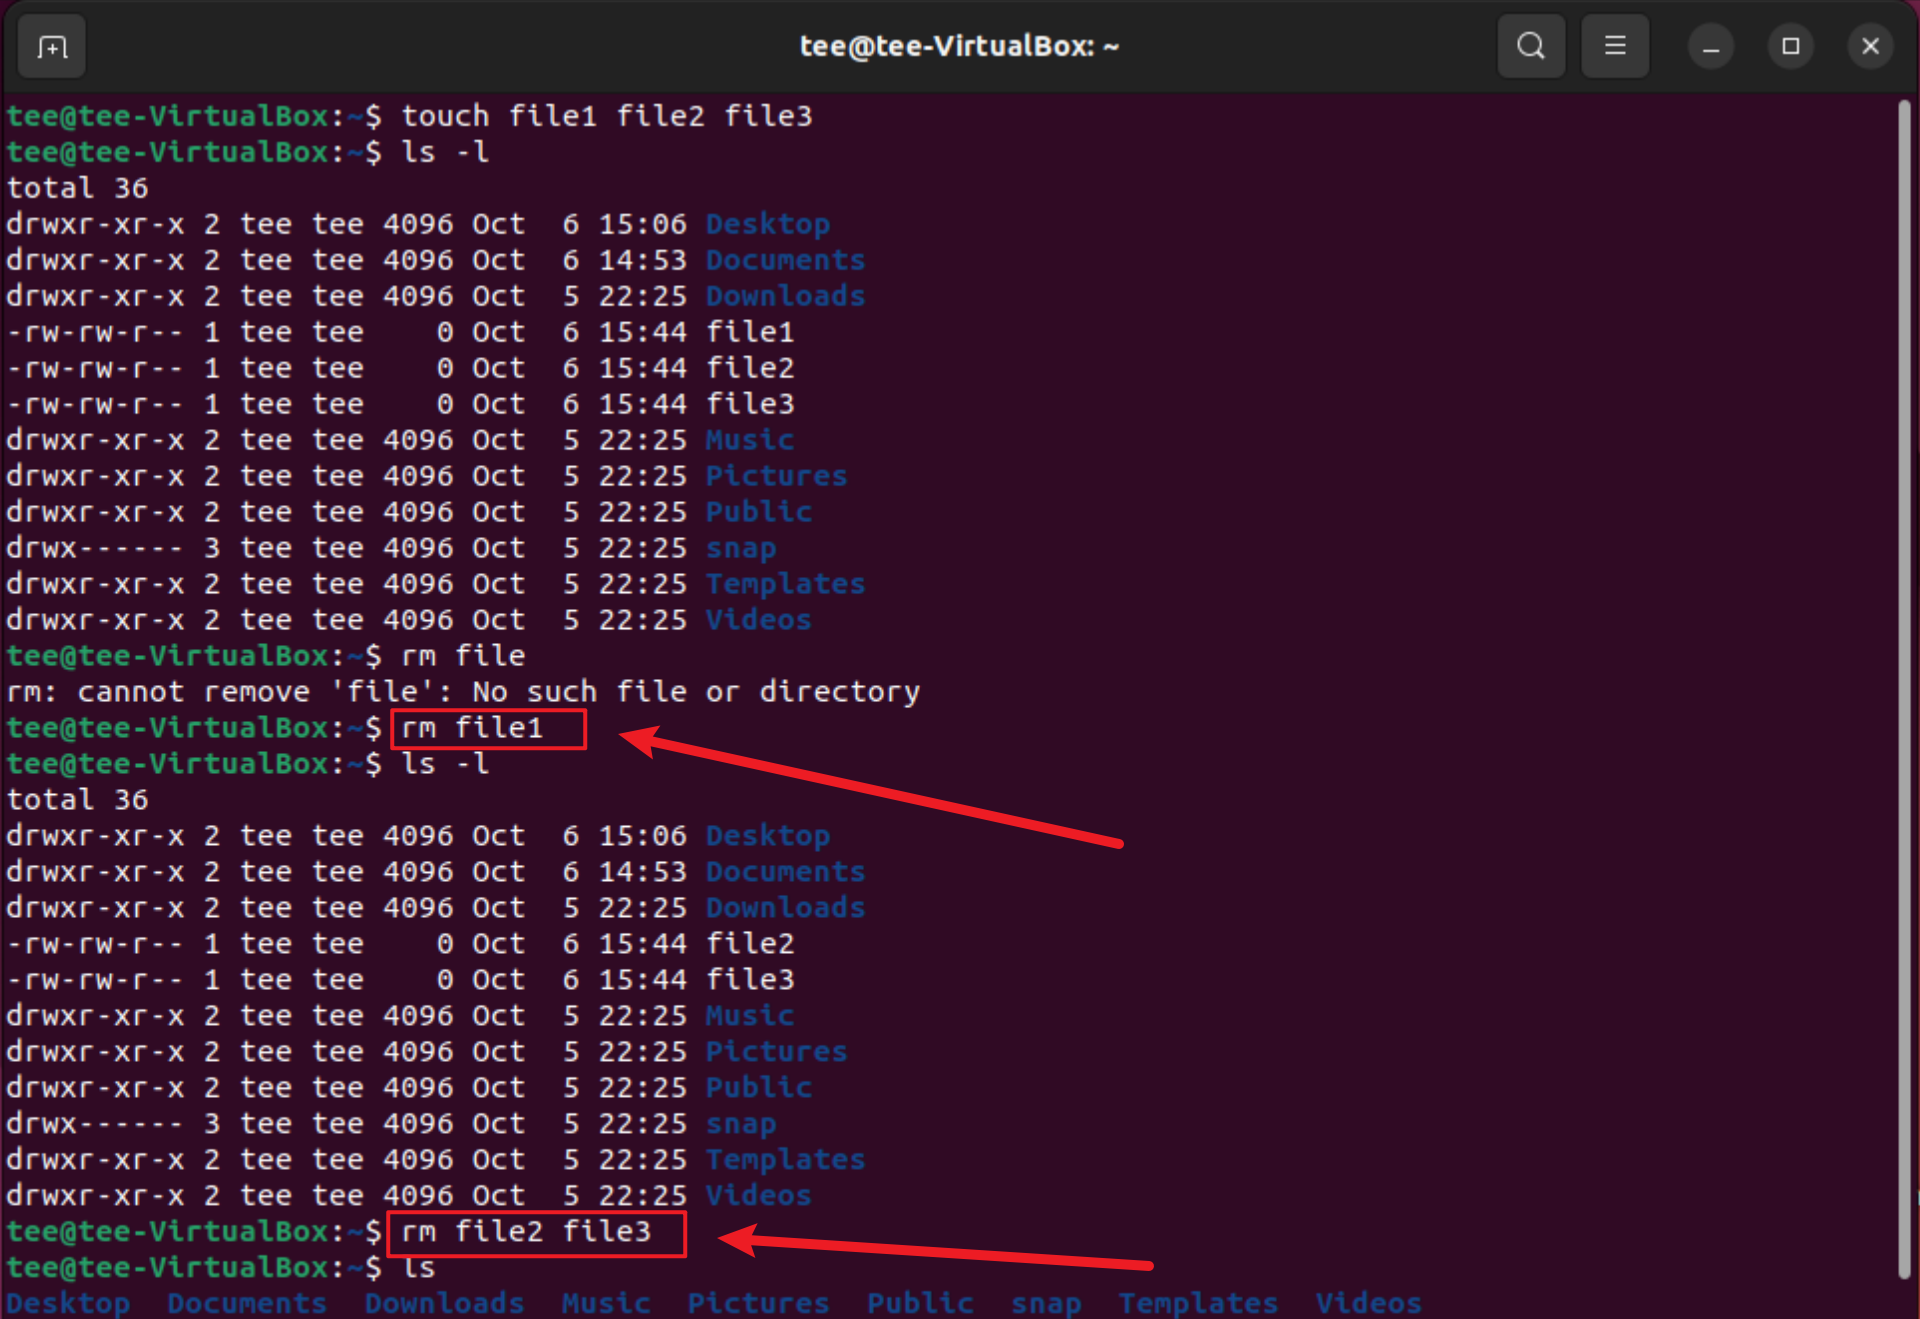 tee@tee-VirtualBox: ~
tee@tee-VirtualBox:~$ touch file1 file2 file3
tee@tee-VirtualBox:~$ ls -l
total 36
drwxr-xr-x 2 tee tee 4096 Oct  6 15:06 Desktop
drwxr-xr-x 2 tee tee 4096 Oct  6 14:53 Documents
drwxr-xr-x 2 tee tee 4096 Oct  5 22:25 Downloads
-rw-rw-r-- 1 tee tee    0 Oct  6 15:44 file1
-rw-rw-r-- 1 tee tee    0 Oct  6 15:44 file2
-rw-rw-r-- 1 tee tee    0 Oct  6 15:44 file3
drwxr-xr-x 2 tee tee 4096 Oct  5 22:25 Music
drwxr-xr-x 2 tee tee 4096 Oct  5 22:25 Pictures
drwxr-xr-x 2 tee tee 4096 Oct  5 22:25 Public
drwx------ 3 tee tee 4096 Oct  5 22:25 snap
drwxr-xr-x 2 tee tee 4096 Oct  5 22:25 Templates
drwxr-xr-x 2 tee tee 4096 Oct  5 22:25 Videos
tee@tee-VirtualBox:~$ rm file
rm: cannot remove 'file': No such file or directory
tee@tee-VirtualBox:~$ rm file1
tee@tee-VirtualBox:~$ ls -l
total 36
drwxr-xr-x 2 tee tee 4096 Oct  6 15:06 Desktop
drwxr-xr-x 2 tee tee 4096 Oct  6 14:53 Documents
drwxr-xr-x 2 tee tee 4096 Oct  5 22:25 Downloads
-rw-rw-r-- 1 tee tee    0 Oct  6 15:44 file2
-rw-rw-r-- 1 tee tee    0 Oct  6 15:44 file3
drwxr-xr-x 2 tee tee 4096 Oct  5 22:25 Music
drwxr-xr-x 2 tee tee 4096 Oct  5 22:25 Pictures
drwxr-xr-x 2 tee tee 4096 Oct  5 22:25 Public
drwx------ 3 tee tee 4096 Oct  5 22:25 snap
drwxr-xr-x 2 tee tee 4096 Oct  5 22:25 Templates
drwxr-xr-x 2 tee tee 4096 Oct  5 22:25 Videos
tee@tee-VirtualBox:~$ rm file2 file3
tee@tee-VirtualBox:~$ ls
Desktop  Documents  Downloads  Music  Pictures  Public  snap  Templates  Videos